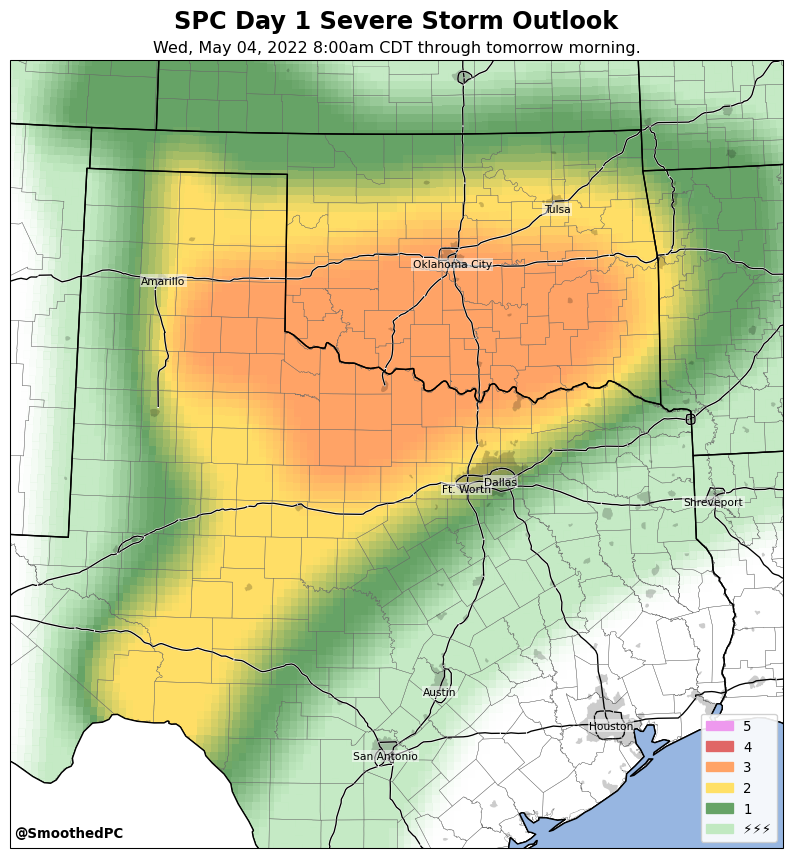 SPC Day 1 Severe Storm Outlook
Wed, May 04, 2022 8:00am CDT through tomorrow morning.
Tulsa
Oklahoma City
Amarillo
Dallas
Ft. Worth
Shreveport
Austin
Houston
San Antonio
5
4
3
2
1
⚡⚡⚡
@SmoothedPC